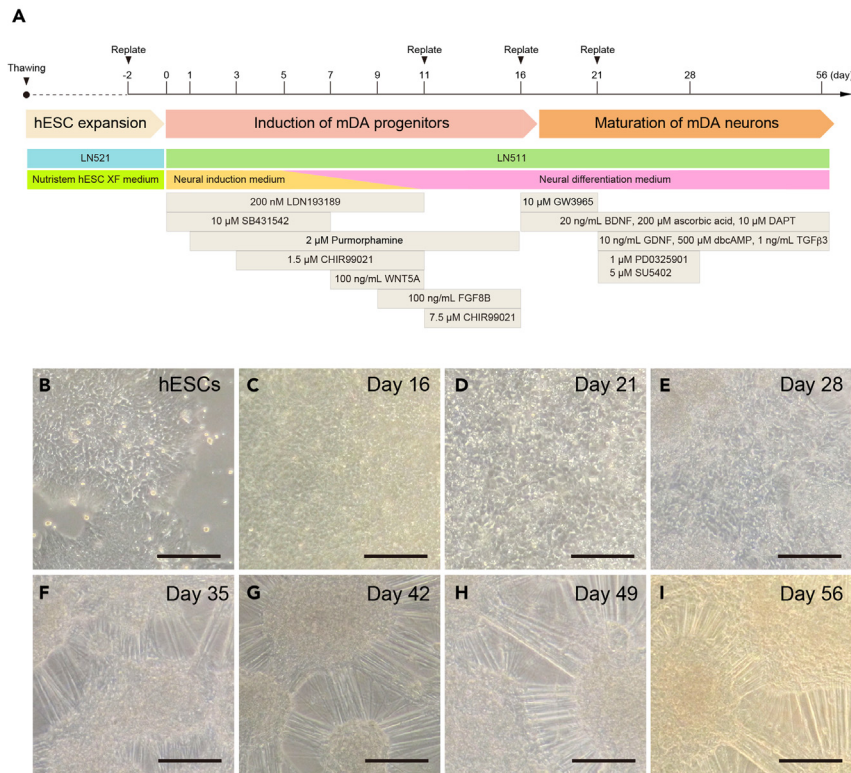 A
Replate Replate Replate Replate
Thawing
-2 0 1 3 5 7 9 11 16 21 28 56 (day)
hESC expansion Induction of mDA progenitors Maturation of mDA neurons
LN521 LN511
Nutristem hESC XF medium Neural induction medium Neural differentiation medium
200 nM LDN193189 10 µM GW3965
10 µM SB431542 20 ng/mL BDNF, 200 µM ascorbic acid, 10 µM DAPT
2 µM Purmorphamine 10 ng/mL GDNF, 500 µM dbcAMP, 1 ng/mL TGFβ3
1.5 µM CHIR99021 1 µM PD0325901
100 ng/mL WNT5A 5 µM SU5402
100 ng/mL FGF8B
7.5 µM CHIR99021
B hESCs C Day 16 D Day 21 E Day 28
F Day 35 G Day 42 H Day 49 I Day 56